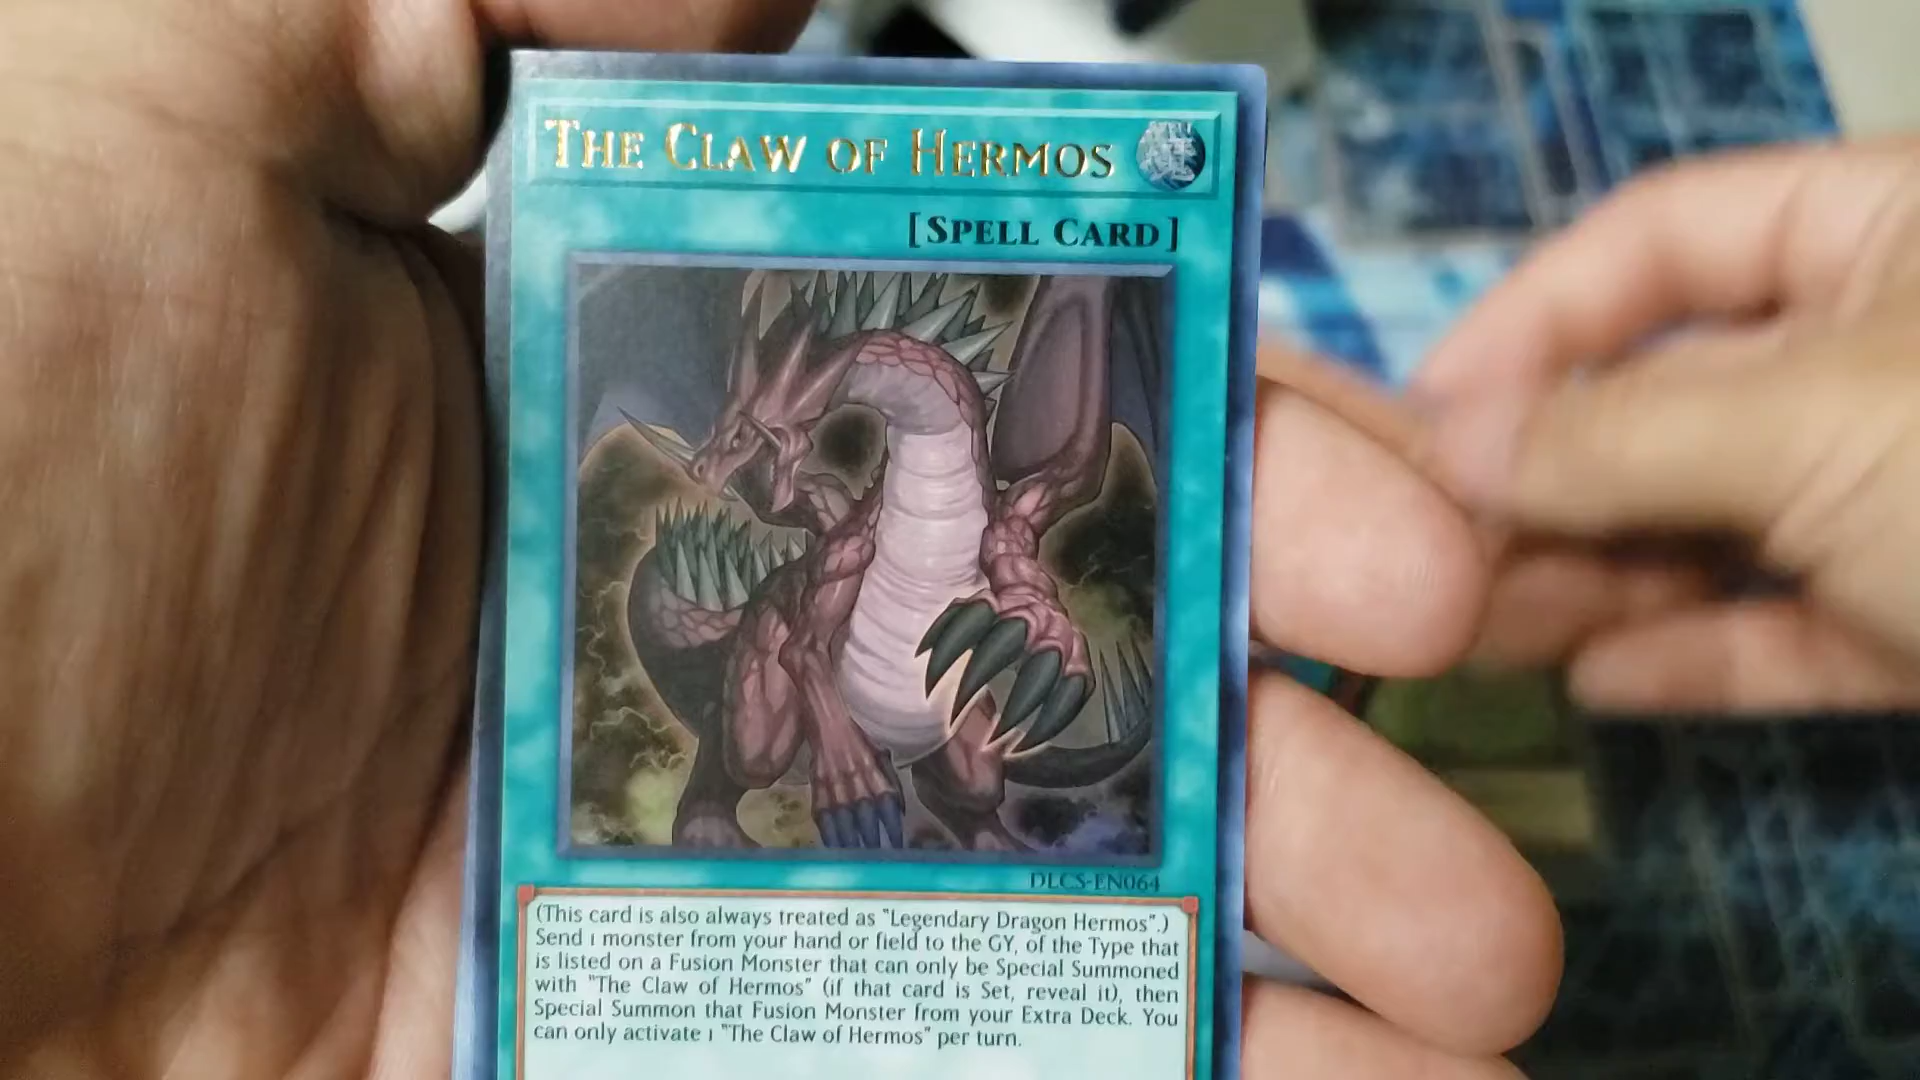 THE CLAW OF HERMOS
魔
[SPELL CARD]
DLCS-EN064
(This card is also always treated as "Legendary Dragon Hermos".)
Send 1 monster from your hand or field to the GY, of the Type that
is listed on a Fusion Monster that can only be Special Summoned
with "The Claw of Hermos" (if that card is Set, reveal it), then
Special Summon that Fusion Monster from your Extra Deck. You
can only activate 1 "The Claw of Hermos" per turn.